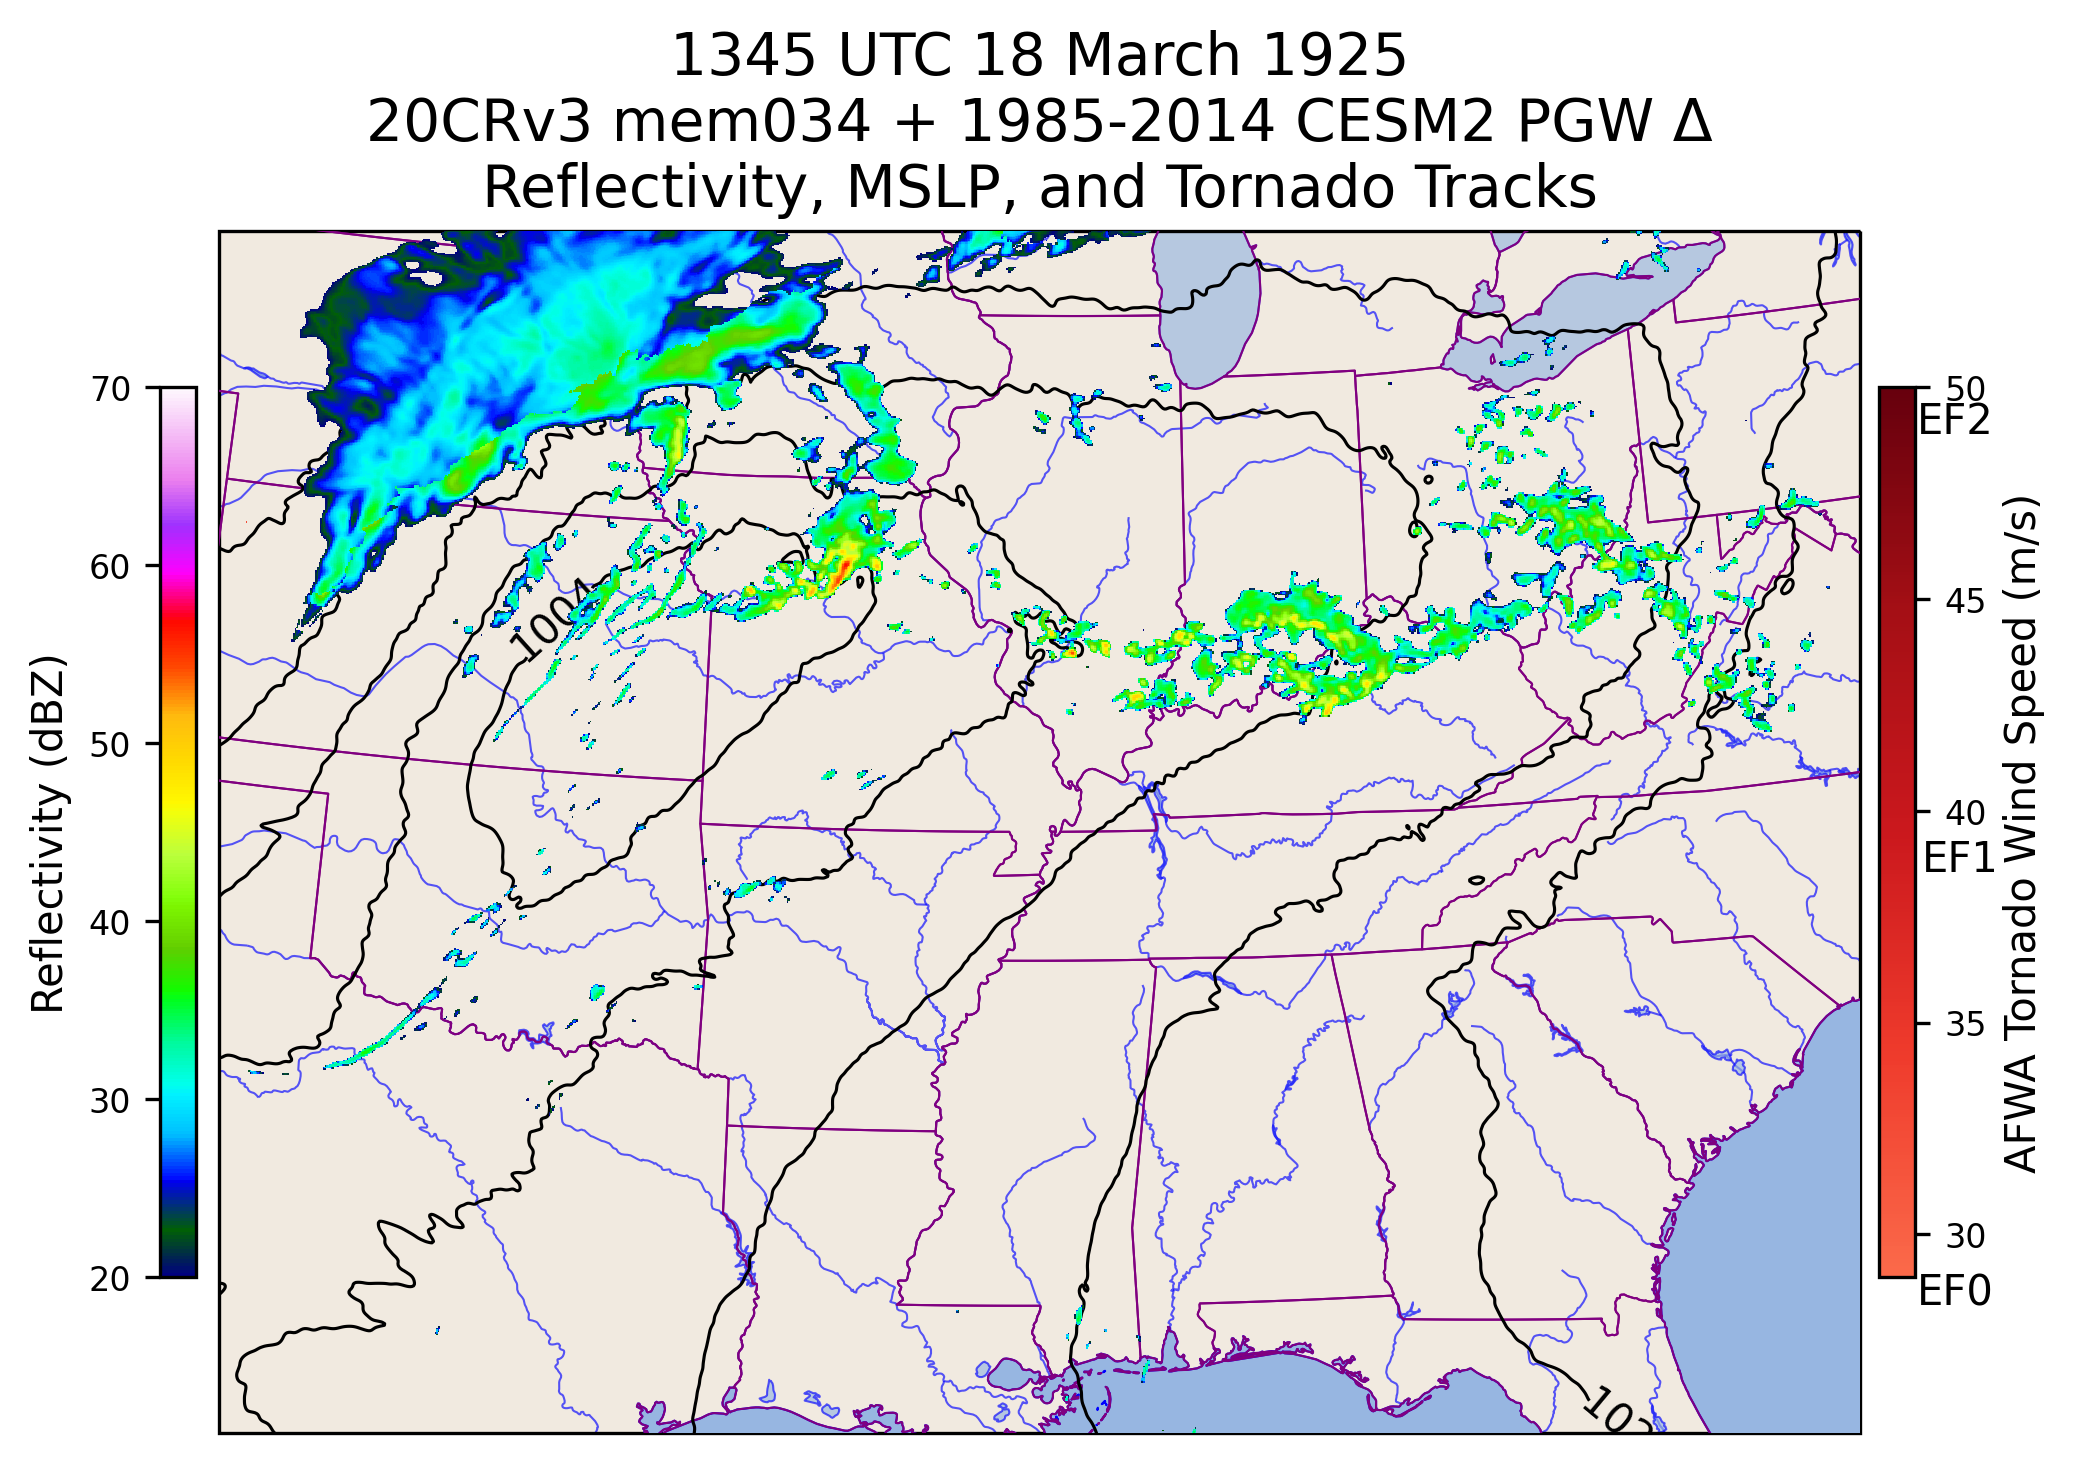 1345 UTC 18 March 1925
20CRv3 mem034 + 1985-2014 CESM2 PGW Δ
Reflectivity, MSLP, and Tornado Tracks
70
60
50
40
30
20
Reflectivity (dBZ)
1004
50
EF2
45
40
EF1
35
30
EF0
AFWA Tornado Wind Speed (m/s)